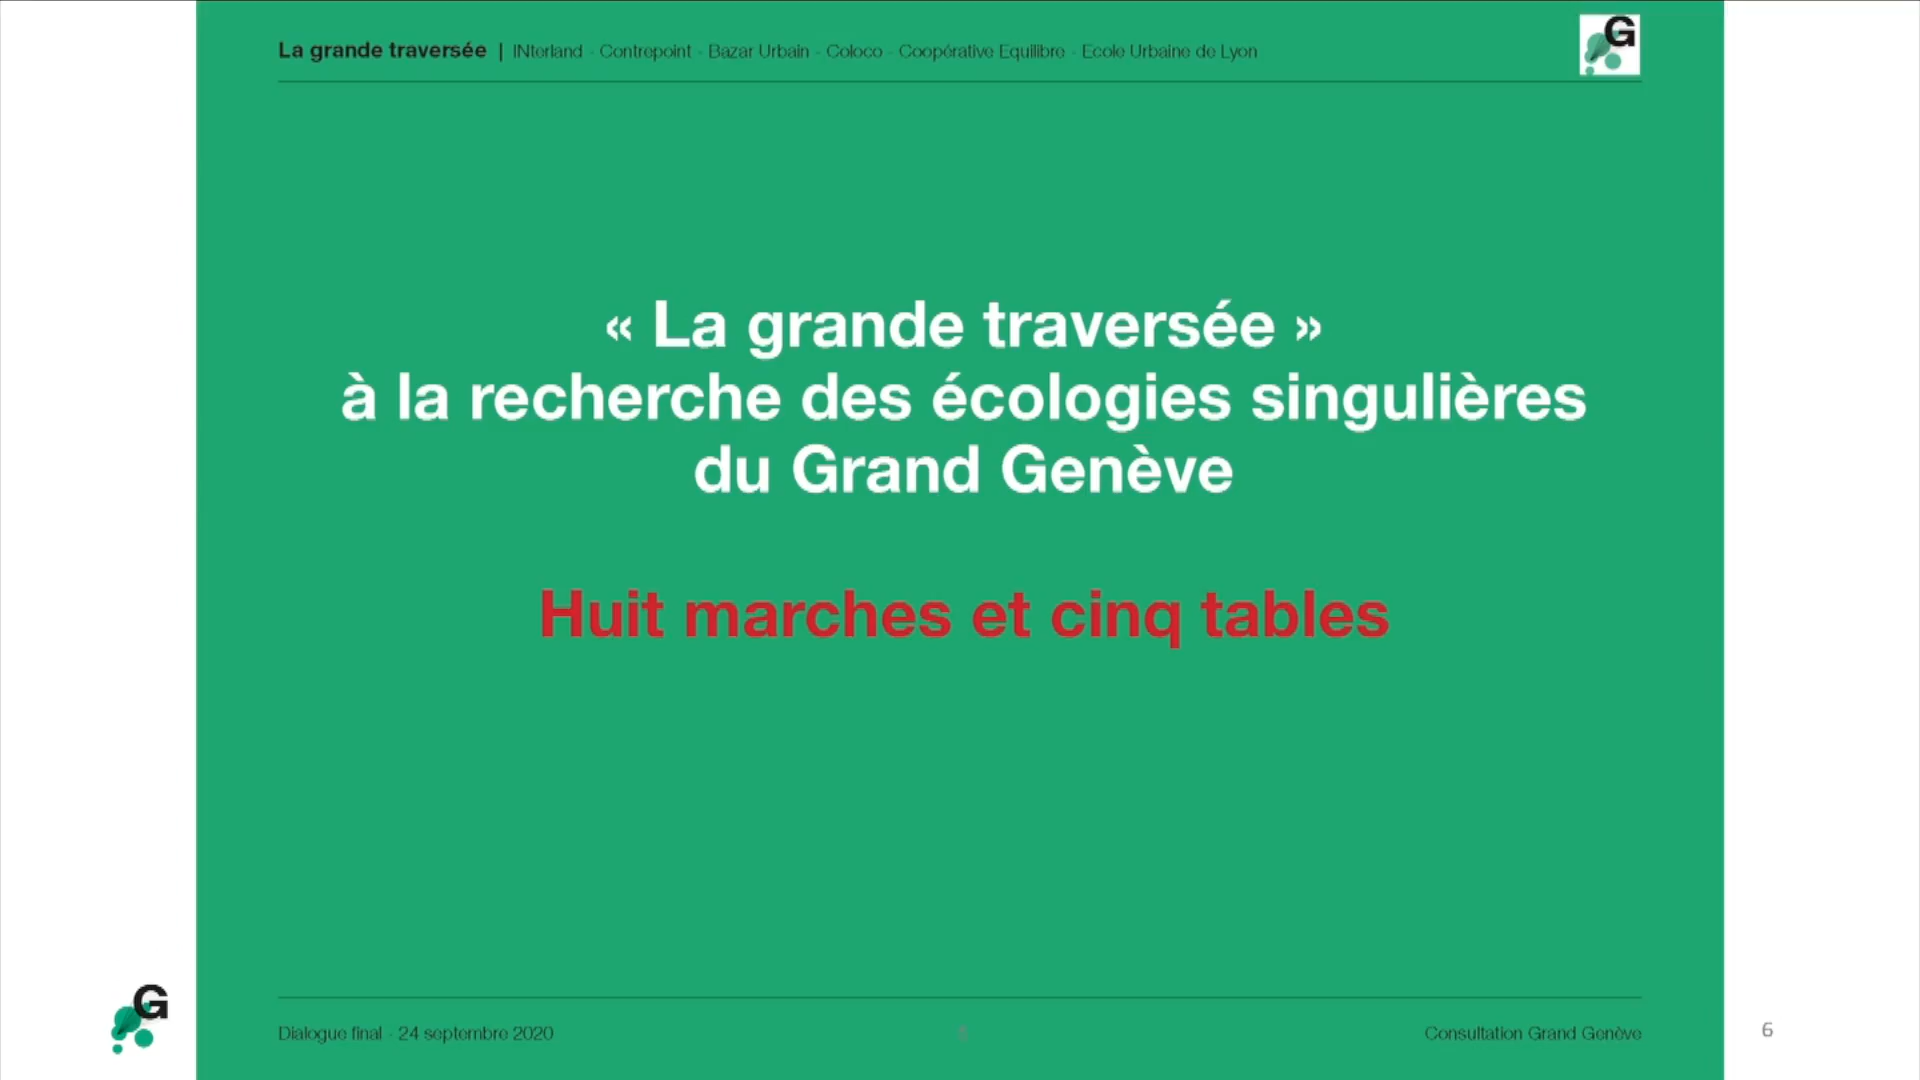 La grande traversée | INterland - Contrepoint - Bazar Urbain - Coloco - Coopérative Equilibre - Ecole Urbaine de Lyon
G
« La grande traversée »
à la recherche des écologies singulières
du Grand Genève
Huit marches et cinq tables
G
Dialogue final - 24 septembre 2020
Consultation Grand Genève
6